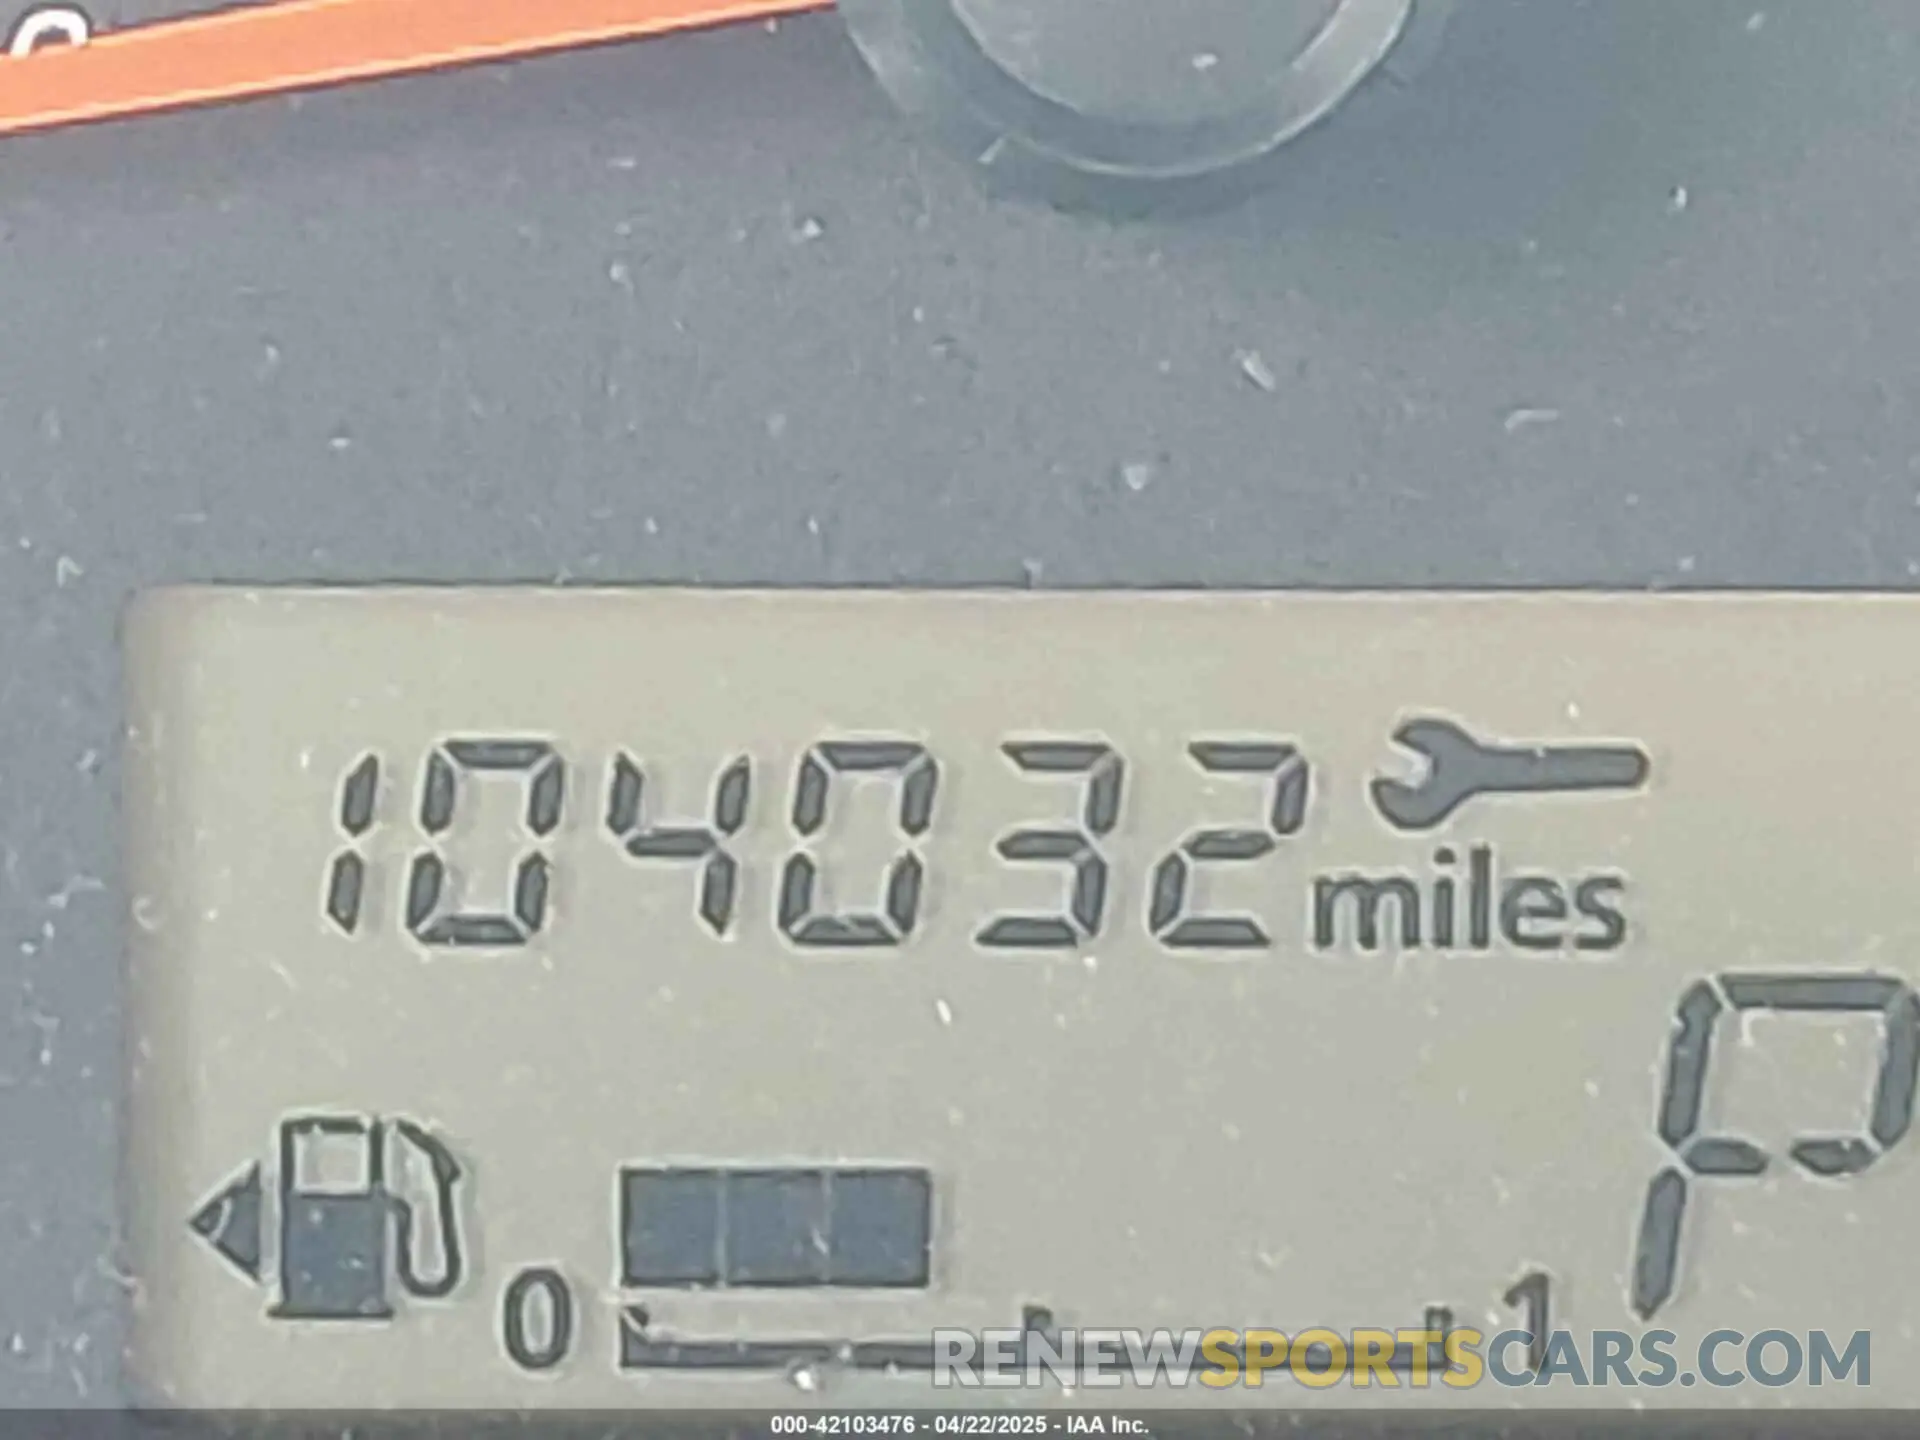 104032 miles
P
0 1
RENEWSPORTSCARS.COM
000-42103476 - 04/22/2025 - IAA Inc.